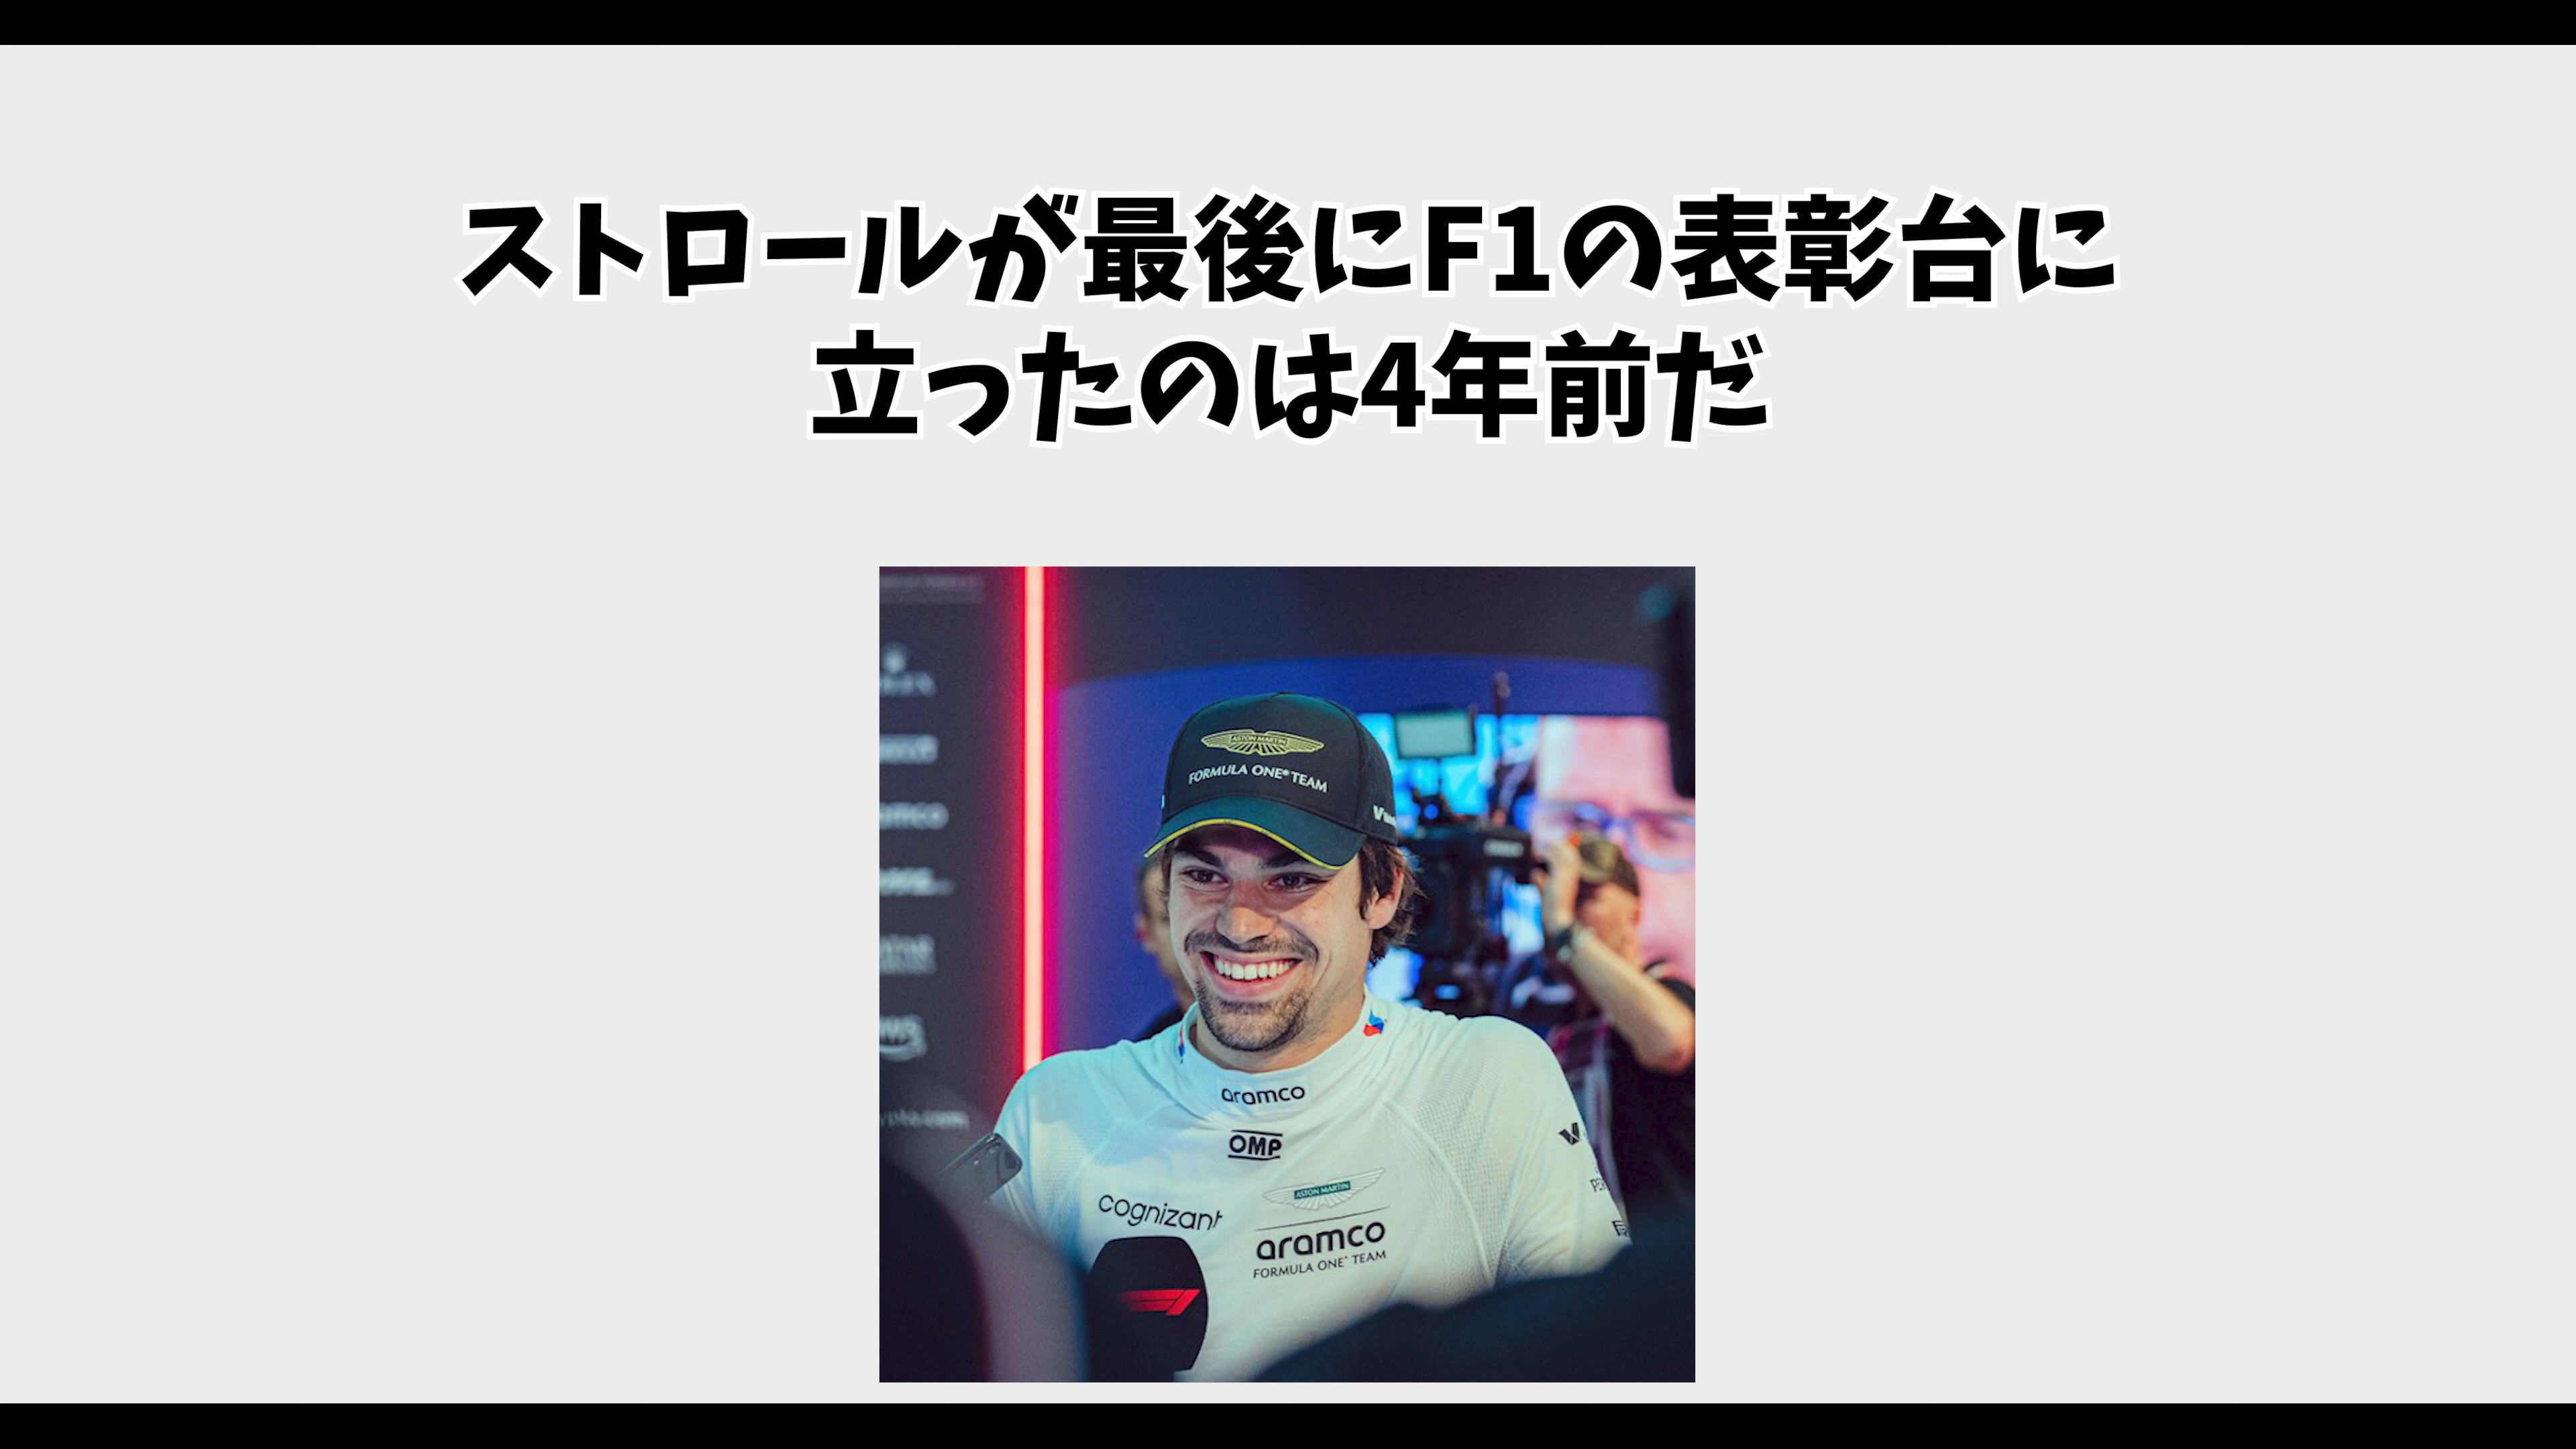 ストロールが最後にF1の表彰台に
立ったのは4年前だ
ASTON MARTIN
FORMULA ONE® TEAM
aramco
OMP
cognizant
ASTON MARTIN
aramco
FORMULA ONE® TEAM